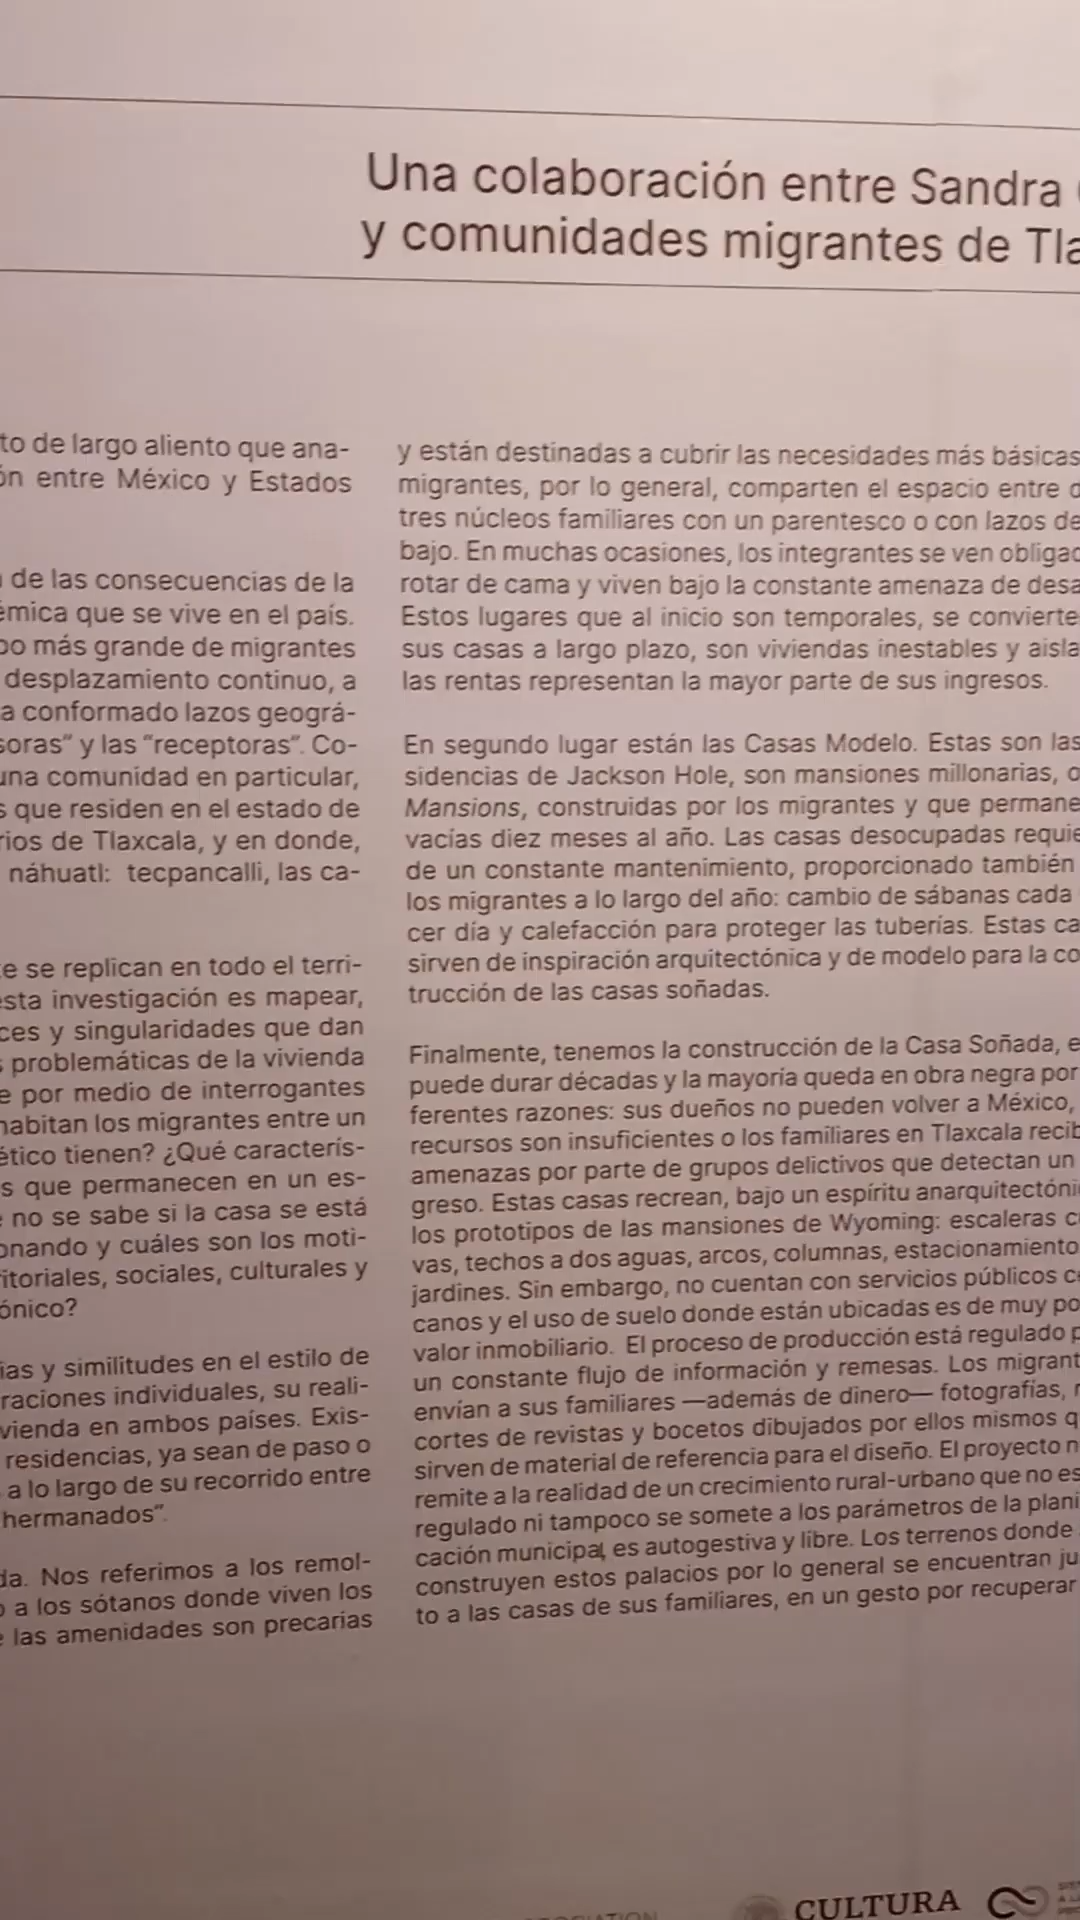 Una colaboración entre Sandra
y comunidades migrantes de
to de largo aliento que ana-
ón entre México y Estados
de las consecuencias de la
émica que se vive en el país.
po más grande de migrantes
desplazamiento continuo, a
a conformado lazos geográ-
soras” y las “receptoras”. Co-
una comunidad en particular,
s que residen en el estado de
rios de Tlaxcala, y en donde,
náhuatl: tecpancalli, las ca-
e se replican en todo el terri-
esta investigación es mapear,
ces y singularidades que dan
s problemáticas de la vivienda
e por medio de interrogantes
habitan los migrantes entre un
ético tienen? ¿Qué caracterís-
s que permanecen en un es-
e no se sabe si la casa se está
onando y cuáles son los moti-
itoriales, sociales, culturales y
ónico?
ias y similitudes en el estilo de
raciones individuales, su reali-
vienda en ambos países. Exis-
residencias, ya sean de paso o
a lo largo de su recorrido entre
hermanados”.
da. Nos referimos a los remol-
o a los sótanos donde viven los
e las amenidades son precarias
y están destinadas a cubrir las necesidades más básicas
migrantes, por lo general, comparten el espacio entre
tres núcleos familiares con un parentesco o con lazos de
bajo. En muchas ocasiones, los integrantes se ven obligad
rotar de cama y viven bajo la constante amenaza de desa
Estos lugares que al inicio son temporales, se convierte
sus casas a largo plazo, son viviendas inestables y aisla
las rentas representan la mayor parte de sus ingresos.
En segundo lugar están las Casas Modelo. Estas son las
sidencias de Jackson Hole, son mansiones millonarias, o
Mansions, construidas por los migrantes y que permane
vacías diez meses al año. Las casas desocupadas requie
de un constante mantenimiento, proporcionado también
los migrantes a lo largo del año: cambio de sábanas cada
cer día y calefacción para proteger las tuberías. Estas ca
sirven de inspiración arquitectónica y de modelo para la co
trucción de las casas soñadas.
Finalmente, tenemos la construcción de la Casa Soñada, e
puede durar décadas y la mayoría queda en obra negra por
ferentes razones: sus dueños no pueden volver a México,
recursos son insuficientes o los familiares en Tlaxcala recib
amenazas por parte de grupos delictivos que detectan un
greso. Estas casas recrean, bajo un espíritu anarquitectóni
los prototipos de las mansiones de Wyoming: escaleras c
vas, techos a dos aguas, arcos, columnas, estacionamiento
jardines. Sin embargo, no cuentan con servicios públicos ce
canos y el uso de suelo donde están ubicadas es de muy po
valor inmobiliario. El proceso de producción está regulado p
un constante flujo de información y remesas. Los migrant
envían a sus familiares —además de dinero— fotografías, r
cortes de revistas y bocetos dibujados por ellos mismos q
sirven de material de referencia para el diseño. El proyecto n
remite a la realidad de un crecimiento rural-urbano que no es
regulado ni tampoco se somete a los parámetros de la plani
cación municipal, es autogestiva y libre. Los terrenos donde
construyen estos palacios por lo general se encuentran ju
to a las casas de sus familiares, en un gesto por recuperar
CULTURA